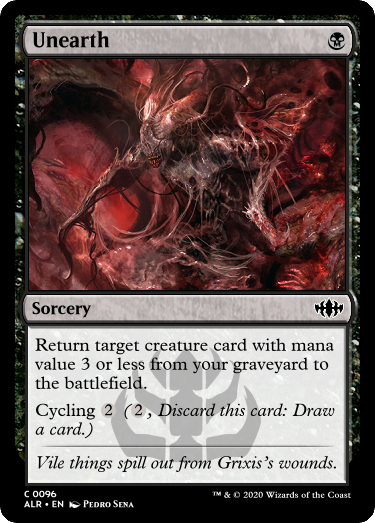 Unearth
Sorcery
Return target creature card with mana
value 3 or less from your graveyard to
the battlefield.
Cycling 2 (2, Discard this card: Draw
a card.)
Vile things spill out from Grixis's wounds.
C 0096
ALR • EN Pedro Sena
™ & © 2020 Wizards of the Coast